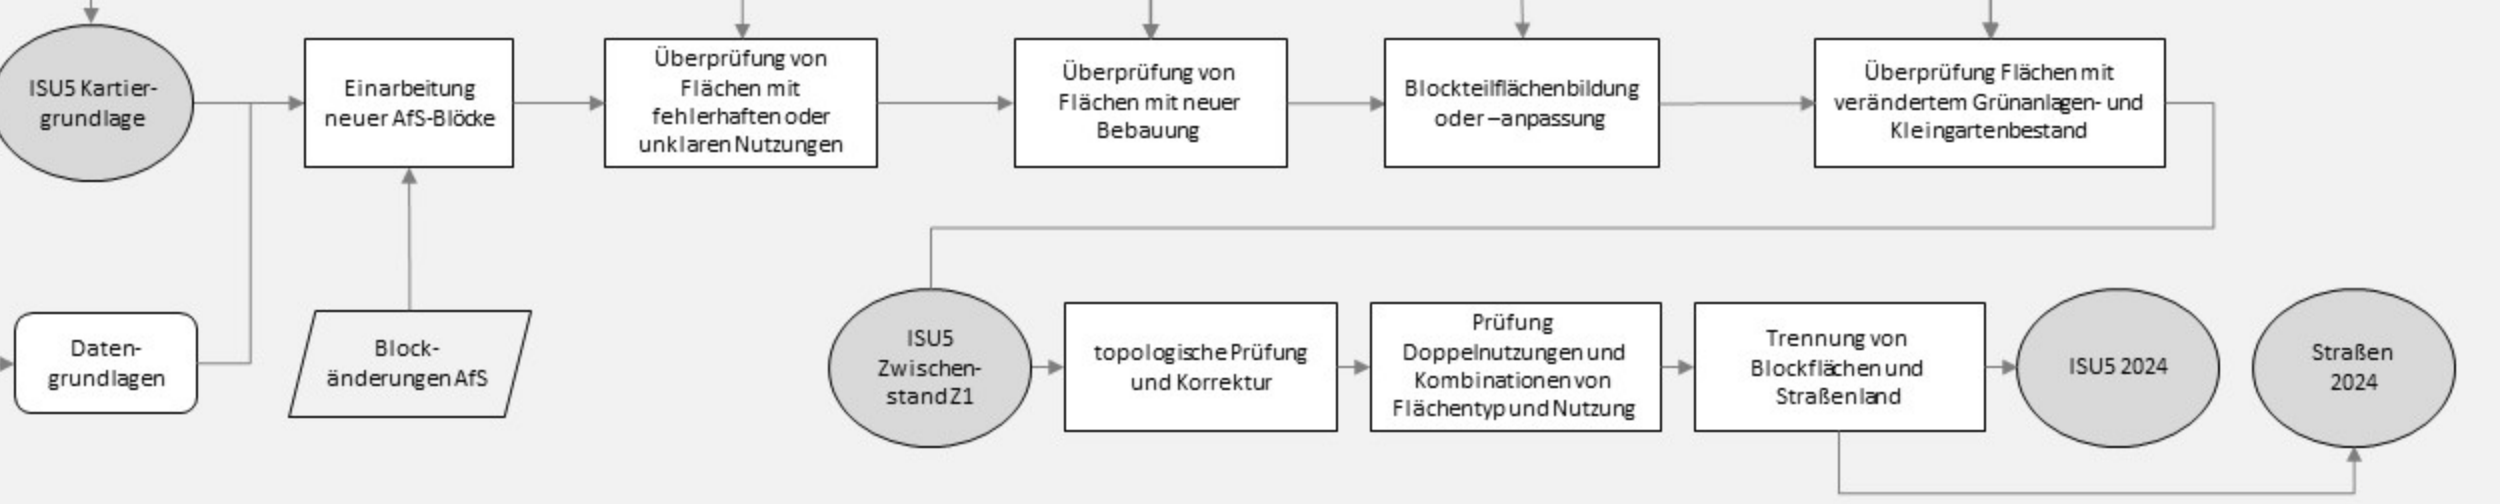 ISU5 Kartier-
grundlage
Einarbeitung
neuer AfS-Blöcke
Überprüfung von
Flächen mit
fehlerhaften oder
unklaren Nutzungen
Überprüfung von
Flächen mit neuer
Bebauung
Blockteilflächenbildung
oder –anpassung
Überprüfung Flächen mit
verändertem Grünanlagen- und
Kleingartenbestand
Daten-
grundlagen
Block-
änderungen AfS
ISU5
Zwischen-
stand Z1
topologische Prüfung
und Korrektur
Prüfung
Doppelnutzungen und
Kombinationen von
Flächentyp und Nutzung
Trennung von
Blockflächen und
Straßenland
ISU5 2024
Straßen
2024